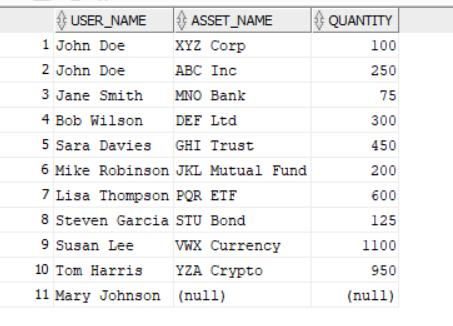 USER_NAME ASSET_NAME QUANTITY
1 John Doe XYZ Corp 100
2 John Doe ABC Inc 250
3 Jane Smith MNO Bank 75
4 Bob Wilson DEF Ltd 300
5 Sara Davies GHI Trust 450
6 Mike Robinson JKL Mutual Fund 200
7 Lisa Thompson PQR ETF 600
8 Steven Garcia STU Bond 125
9 Susan Lee VWX Currency 1100
10 Tom Harris YZA Crypto 950
11 Mary Johnson (null) (null)